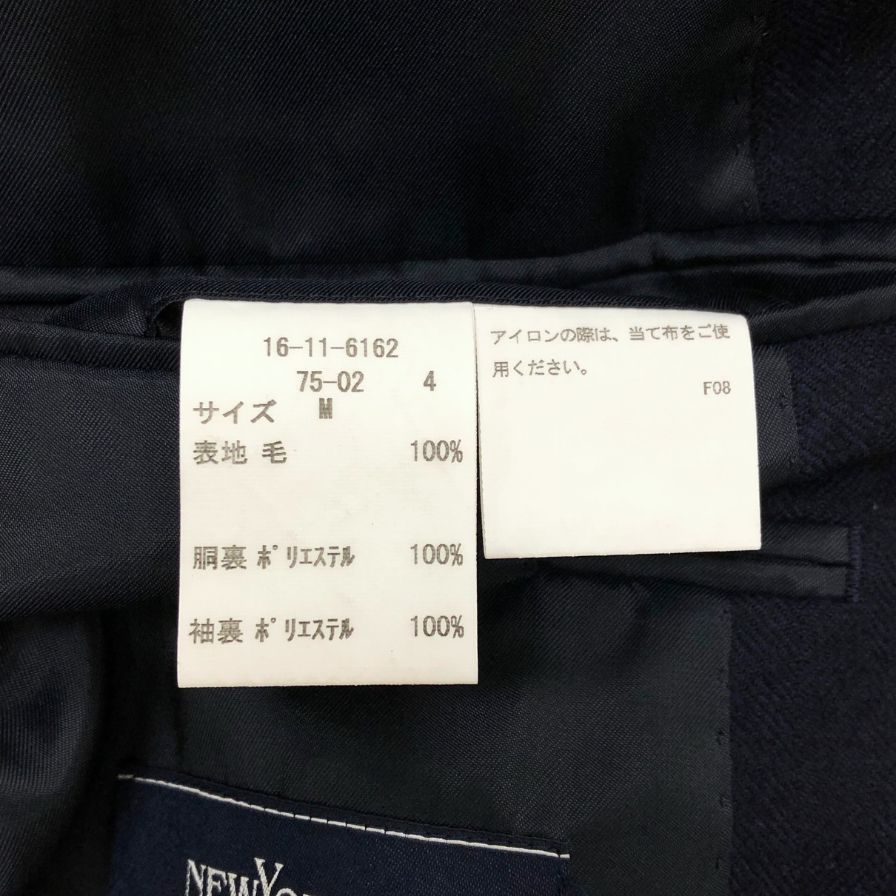 16-11-6162
75-02 4
サイズ M
表地 毛 100%
胴裏 ﾎﾟﾘｴｽﾃﾙ 100%
袖裏 ﾎﾟﾘｴｽﾃﾙ 100%
アイロンの際は、当て布をご使
用ください。
F08
NEW